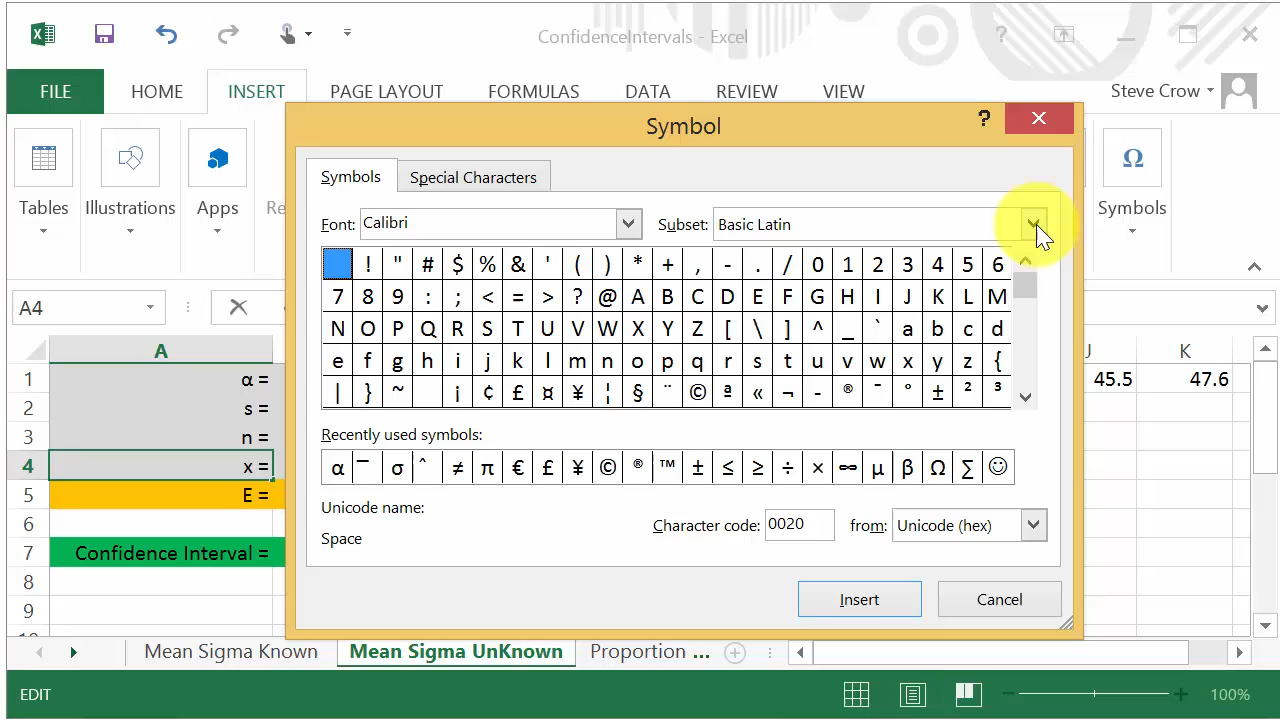 ConfidenceIntervals - Excel ?
FILE HOME INSERT PAGE LAYOUT FORMULAS DATA REVIEW VIEW Steve Crow
Symbol ?
Symbols Special Characters
Tables Illustrations Apps Re Symbols
Font: Calibri Subset: Basic Latin
! " # $ % & ' ( ) * + , - . / 0 1 2 3 4 5 6
7 8 9 : ; < = > ? @ A B C D E F G H I J K L M
N O P Q R S T U V W X Y Z [ \ ] ^ _ ` a b c d
e f g h i j k l m n o p q r s t u v w x y z {
| } ~ ¡ ¢ £ ¤ ¥ ¦ § ¨ © ª « ¬ - ® ¯ ° ± ² ³
Recently used symbols:
α ¯ σ ˆ ≠ π € £ ¥ © ® ™ ± ≤ ≥ ÷ × ∞ µ β Ω ∑ ☺
Unicode name:
Space
Character code: 0020 from: Unicode (hex)
Insert Cancel
A4
A J K
1 α = 45.5 47.6
2 s =
3 n =
4 x =
5 E =
6
7 Confidence Interval =
8
9
10
Mean Sigma Known Mean Sigma UnKnown Proportion ...
EDIT 100%